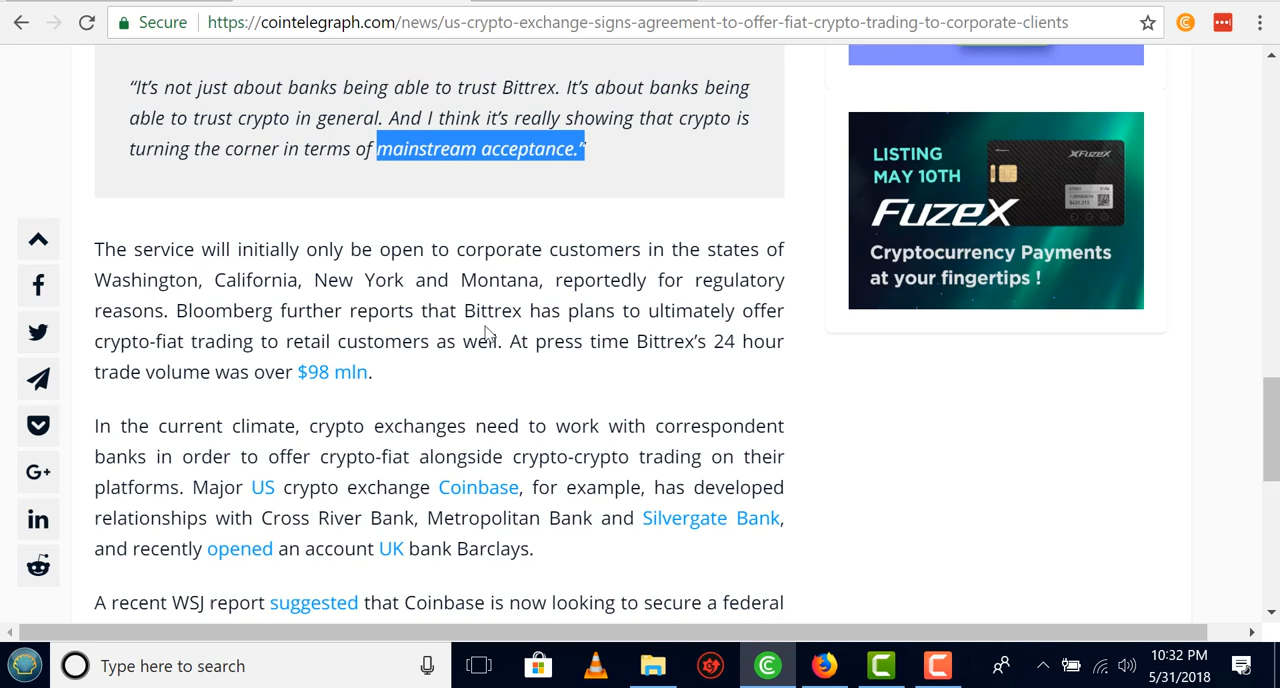 Secure
https://cointelegraph.com/news/us-crypto-exchange-signs-agreement-to-offer-fiat-crypto-trading-to-corporate-clients
“It’s not just about banks being able to trust Bittrex. It’s about banks being
able to trust crypto in general. And I think it’s really showing that crypto is
turning the corner in terms of mainstream acceptance.”
LISTING
MAY 10TH
XFUZEX
FUZEX
Cryptocurrency Payments
at your fingertips !
The service will initially only be open to corporate customers in the states of
Washington, California, New York and Montana, reportedly for regulatory
reasons. Bloomberg further reports that Bittrex has plans to ultimately offer
crypto-fiat trading to retail customers as well. At press time Bittrex’s 24 hour
trade volume was over $98 mln.
In the current climate, crypto exchanges need to work with correspondent
banks in order to offer crypto-fiat alongside crypto-crypto trading on their
platforms. Major US crypto exchange Coinbase, for example, has developed
relationships with Cross River Bank, Metropolitan Bank and Silvergate Bank,
and recently opened an account UK bank Barclays.
A recent WSJ report suggested that Coinbase is now looking to secure a federal
G+
in
Type here to search
10:32 PM
5/31/2018